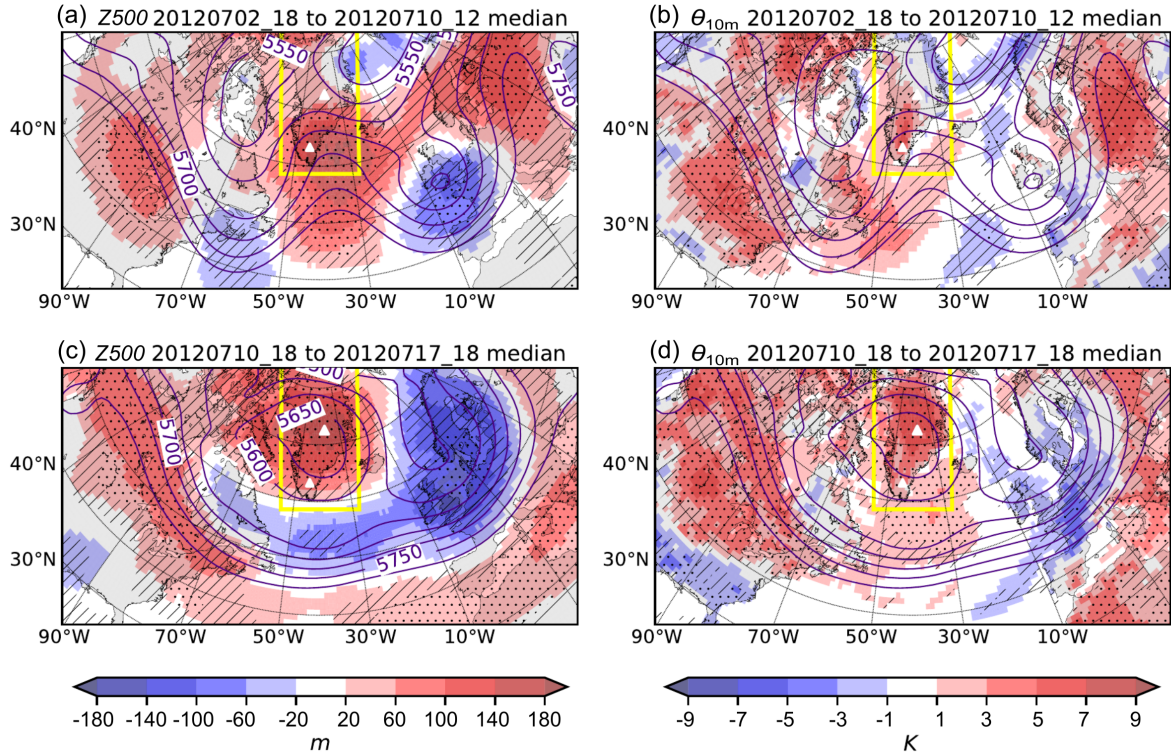 (a) Z500 20120702_18 to 20120710_12 median
(b) θ10m 20120702_18 to 20120710_12 median
5550
5550
5750
5700
40°N
30°N
90°W 70°W 50°W 30°W 10°W
40°N
30°N
90°W 70°W 50°W 30°W 10°W
(c) Z500 20120710_18 to 20120717_18 median
(d) θ10m 20120710_18 to 20120717_18 median
5650
5700
5600
5750
40°N
30°N
90°W 70°W 50°W 30°W 10°W
40°N
30°N
90°W 70°W 50°W 30°W 10°W
-180 -140 -100 -60 -20 20 60 100 140 180
m
-9 -7 -5 -3 -1 1 3 5 7 9
K